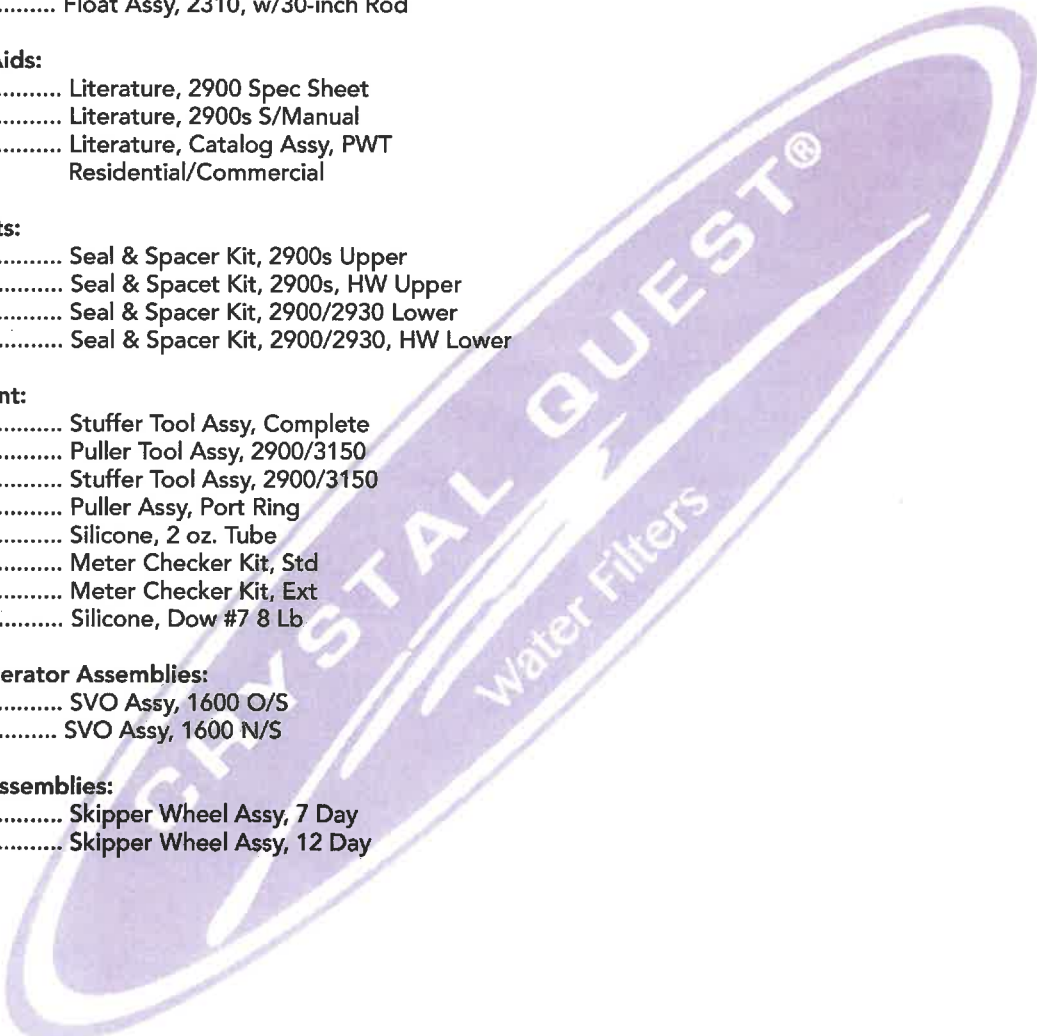 .......... Float Assy, 2310, w/30-inch Rod
Aids:
.......... Literature, 2900 Spec Sheet
.......... Literature, 2900s S/Manual
.......... Literature, Catalog Assy, PWT
Residential/Commercial
ts:
.......... Seal & Spacer Kit, 2900s Upper
.......... Seal & Spacet Kit, 2900s, HW Upper
.......... Seal & Spacer Kit, 2900/2930 Lower
.......... Seal & Spacer Kit, 2900/2930, HW Lower
nt:
.......... Stuffer Tool Assy, Complete
.......... Puller Tool Assy, 2900/3150
.......... Stuffer Tool Assy, 2900/3150
.......... Puller Assy, Port Ring
.......... Silicone, 2 oz. Tube
.......... Meter Checker Kit, Std
.......... Meter Checker Kit, Ext
.......... Silicone, Dow #7 8 Lb
erator Assemblies:
.......... SVO Assy, 1600 O/S
.......... SVO Assy, 1600 N/S
ssemblies:
.......... Skipper Wheel Assy, 7 Day
.......... Skipper Wheel Assy, 12 Day
CRYSTAL QUEST®
Water Filters